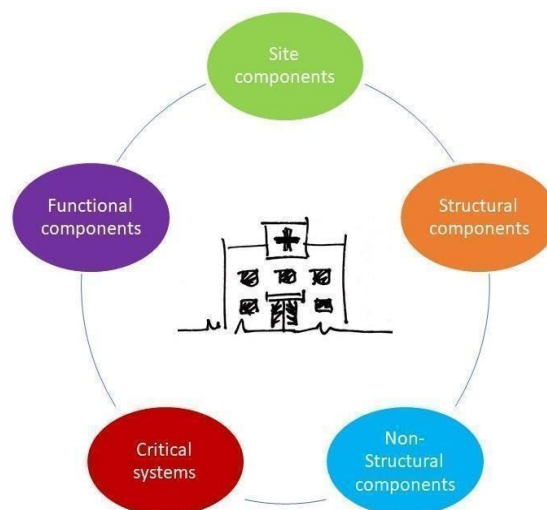 Site
components
Functional
components
Structural
components
Critical
systems
Non-
Structural
components